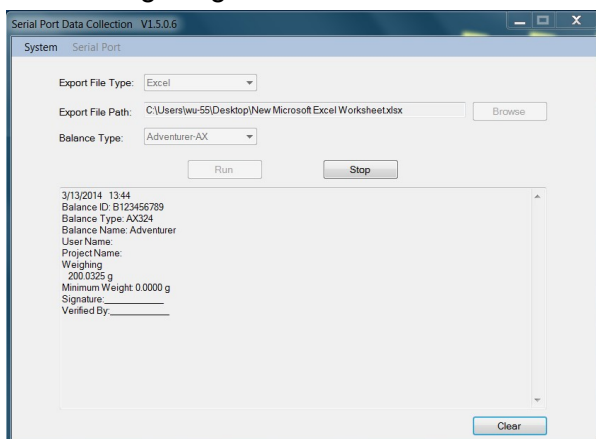 Serial Port Data Collection V1.5.0.6
System Serial Port
Export File Type: Excel
Export File Path: C:\Users\wu-55\Desktop\New Microsoft Excel Worksheet.xlsx Browse
Balance Type: Adventurer-AX
Run Stop
3/13/2014 13:44
Balance ID: B123456789
Balance Type: AX324
Balance Name: Adventurer
User Name:
Project Name:
Weighing
200.0325 g
Minimum Weight: 0.0000 g
Signature:___________
Verified By:___________
Clear